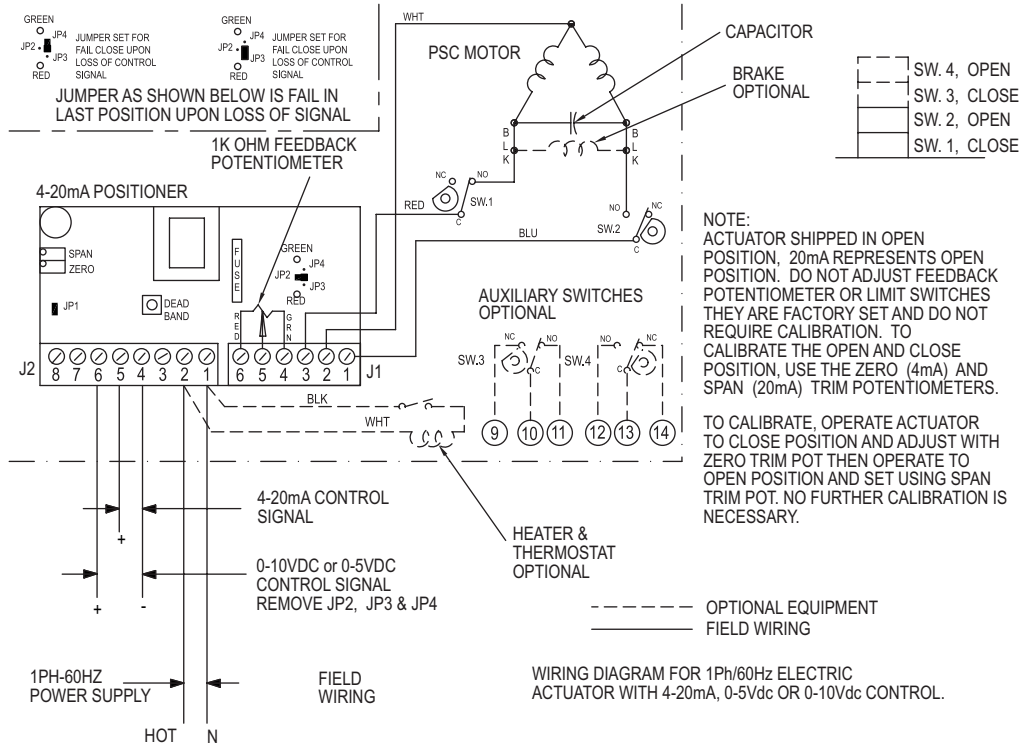 GREEN
JP4
JP2
JP3
RED
JUMPER SET FOR
FAIL CLOSE UPON
LOSS OF CONTROL
SIGNAL
GREEN
JP4
JP2
JP3
RED
JUMPER SET FOR
FAIL CLOSE UPON
LOSS OF CONTROL
SIGNAL
JUMPER AS SHOWN BELOW IS FAIL IN
LAST POSITION UPON LOSS OF SIGNAL
WHT
PSC MOTOR
CAPACITOR
BRAKE
OPTIONAL
B
L
K
B
L
K
SW. 4, OPEN
SW. 3, CLOSE
SW. 2, OPEN
SW. 1, CLOSE
1K OHM FEEDBACK
POTENTIOMETER
4-20mA POSITIONER
SPAN
ZERO
JP1
DEAD
BAND
F
U
S
E
GREEN
JP4
JP2
JP3
RED
R
E
D
G
R
N
J2
8 7 6 5 4 3 2 1
6 5 4 3 2 1
J1
RED
NC
NO
SW.1
C
BLU
NO
NC
SW.2
C
AUXILIARY SWITCHES
OPTIONAL
NC
NO
SW.3
C
NO
NC
SW.4
C
9 10 11 12 13 14
BLK
WHT
NOTE:
ACTUATOR SHIPPED IN OPEN
POSITION, 20mA REPRESENTS OPEN
POSITION. DO NOT ADJUST FEEDBACK
POTENTIOMETER OR LIMIT SWITCHES
THEY ARE FACTORY SET AND DO NOT
REQUIRE CALIBRATION. TO
CALIBRATE THE OPEN AND CLOSE
POSITION, USE THE ZERO (4mA) AND
SPAN (20mA) TRIM POTENTIOMETERS.
TO CALIBRATE, OPERATE ACTUATOR
TO CLOSE POSITION AND ADJUST WITH
ZERO TRIM POT THEN OPERATE TO
OPEN POSITION AND SET USING SPAN
TRIM POT. NO FURTHER CALIBRATION IS
NECESSARY.
4-20mA CONTROL
SIGNAL
+
HEATER &
THERMOSTAT
OPTIONAL
0-10VDC or 0-5VDC
CONTROL SIGNAL
REMOVE JP2, JP3 & JP4
+ -
OPTIONAL EQUIPMENT
FIELD WIRING
1PH-60HZ
POWER SUPPLY
FIELD
WIRING
HOT N
WIRING DIAGRAM FOR 1Ph/60Hz ELECTRIC
ACTUATOR WITH 4-20mA, 0-5Vdc OR 0-10Vdc CONTROL.